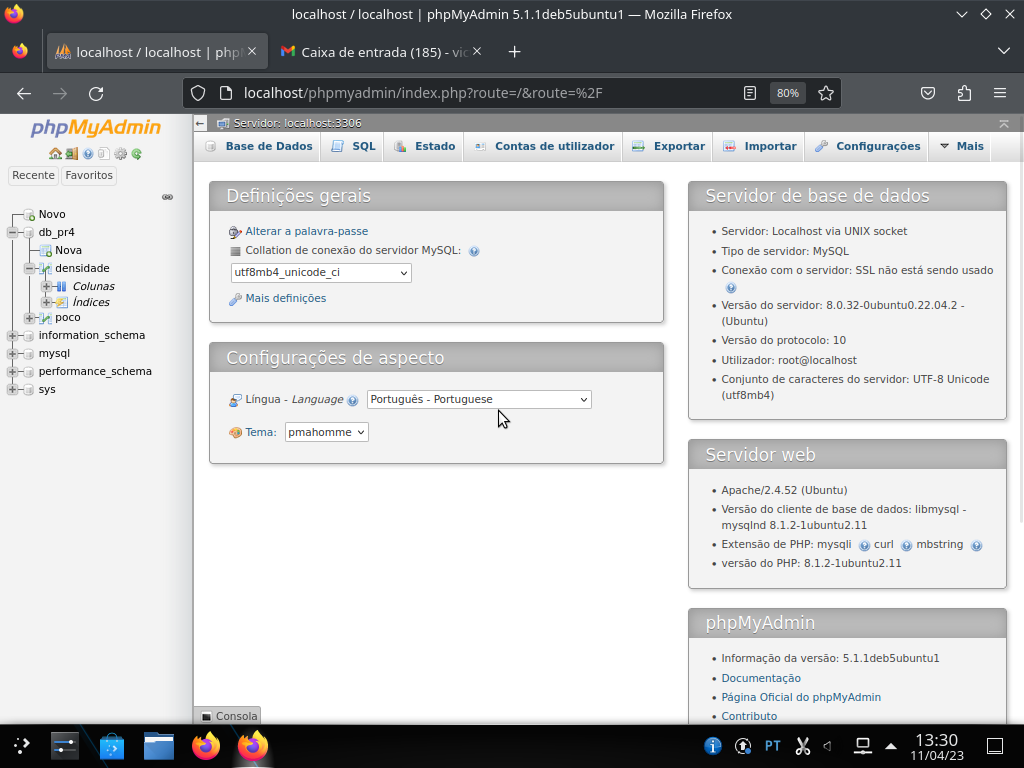 localhost / localhost | phpMyAdmin 5.1.1deb5ubuntu1 — Mozilla Firefox
localhost / localhost | php
Caixa de entrada (185) - vic
localhost/phpmyadmin/index.php?route=/&route=%2F
80%
phpMyAdmin
Recente
Favoritos
Novo
db_pr4
Nova
densidade
Colunas
Índices
poco
information_schema
mysql
performance_schema
sys
Servidor: localhost:3306
Base de Dados
SQL
Estado
Contas de utilizador
Exportar
Importar
Configurações
Mais
Definições gerais
Alterar a palavra-passe
Collation de conexão do servidor MySQL:
utf8mb4_unicode_ci
Mais definições
Configurações de aspecto
Língua - Language
Português - Portuguese
Tema:
pmahomme
Servidor de base de dados
• Servidor: Localhost via UNIX socket
• Tipo de servidor: MySQL
• Conexão com o servidor: SSL não está sendo usado
• Versão do servidor: 8.0.32-0ubuntu0.22.04.2 -
(Ubuntu)
• Versão do protocolo: 10
• Utilizador: root@localhost
• Conjunto de caracteres do servidor: UTF-8 Unicode
(utf8mb4)
Servidor web
• Apache/2.4.52 (Ubuntu)
• Versão do cliente de base de dados: libmysql -
mysqlnd 8.1.2-1ubuntu2.11
• Extensão de PHP: mysqli curl mbstring
• versão do PHP: 8.1.2-1ubuntu2.11
phpMyAdmin
• Informação da versão: 5.1.1deb5ubuntu1
• Documentação
• Página Oficial do phpMyAdmin
• Contributo
Consola
PT
13:30
11/04/23